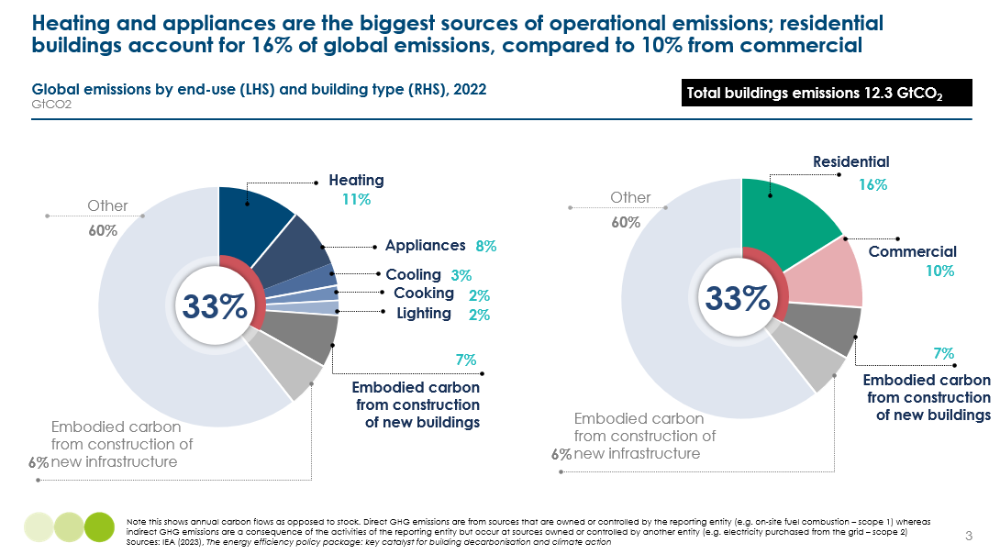 Heating and appliances are the biggest sources of operational emissions; residential
buildings account for 16% of global emissions, compared to 10% from commercial
Global emissions by end-use (LHS) and building type (RHS), 2022
GtCO2
Total buildings emissions 12.3 GtCO₂
Heating
11%
Other
60%
Appliances 8%
Cooling 3%
Cooking 2%
Lighting 2%
33%
7%
Embodied carbon
from construction
of new buildings
Embodied carbon
from construction of
6% new infrastructure
Residential
16%
Other
60%
Commercial
10%
33%
7%
Embodied carbon
from construction
of new buildings
Embodied carbon
from construction of
6% new infrastructure
Note this shows annual carbon flows as opposed to stock. Direct GHG emissions are from sources that are owned or controlled by the reporting entity (e.g. on-site fuel combustion – scope 1) whereas
indirect GHG emissions are a consequence of the activities of the reporting entity but occur at sources owned or controlled by another entity (e.g. electricity purchased from the grid – scope 2)
Sources: IEA (2023), The energy efficiency policy package: key catalyst for building decarbonisation and climate action
3